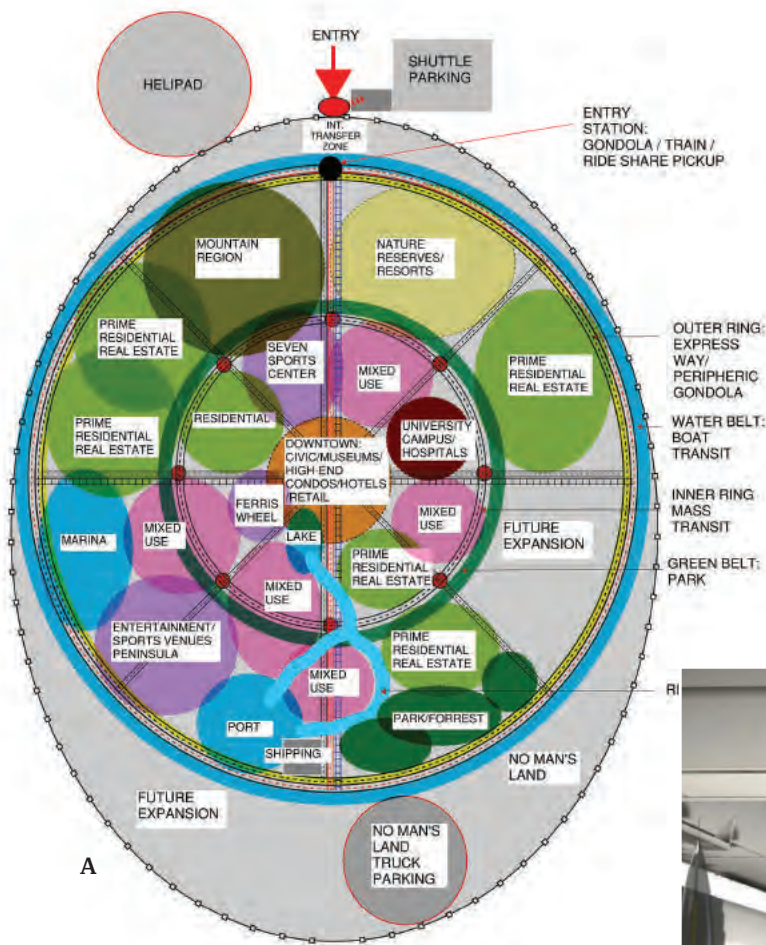 ENTRY
HELIPAD
SHUTTLE
PARKING
INT.
TRANSFER
ZONE
ENTRY
STATION:
GONDOLA / TRAIN /
RIDE SHARE PICKUP
MOUNTAIN
REGION
NATURE
RESERVES/
RESORTS
PRIME
RESIDENTIAL
REAL ESTATE
SEVEN
SPORTS
CENTER
MIXED
USE
PRIME
RESIDENTIAL
REAL ESTATE
OUTER RING:
EXPRESS
WAY/
PERIPHERIC
GONDOLA
PRIME
RESIDENTIAL
REAL ESTATE
RESIDENTIAL
UNIVERSITY
CAMPUS/
HOSPITALS
WATER BELT:
BOAT
TRANSIT
DOWNTOWN:
CIVIC/MUSEUMS/
HIGH-END
CONDOS/HOTELS
/RETAIL
FERRIS
WHEEL
MIXED
USE
INNER RING
MASS
TRANSIT
MARINA
MIXED
USE
LAKE
FUTURE
EXPANSION
GREEN BELT:
PARK
MIXED
USE
PRIME
RESIDENTIAL
REAL ESTATE
ENTERTAINMENT/
SPORTS VENUES
PENINSULA
PRIME
RESIDENTIAL
REAL ESTATE
MIXED
USE
PORT
PARK/FORREST
SHIPPING
NO MAN'S
LAND
FUTURE
EXPANSION
NO MAN'S
LAND
TRUCK
PARKING
A